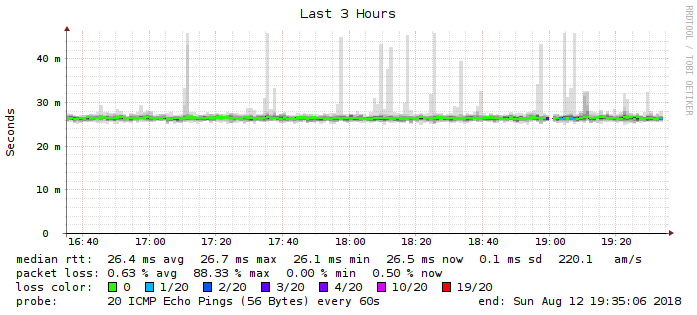 Last 3 Hours
RRDTOOL / TOBI OETIKER
Seconds
40 m
30 m
20 m
10 m
0
16:40 17:00 17:20 17:40 18:00 18:20 18:40 19:00 19:20
median rtt: 26.4 ms avg 26.7 ms max 26.1 ms min 26.5 ms now 0.1 ms sd 220.1 am/s
packet loss: 0.63 % avg 88.33 % max 0.00 % min 0.50 % now
loss color: 0 1/20 2/20 3/20 4/20 10/20 19/20
probe: 20 ICMP Echo Pings (56 Bytes) every 60s end: Sun Aug 12 19:35:06 2018